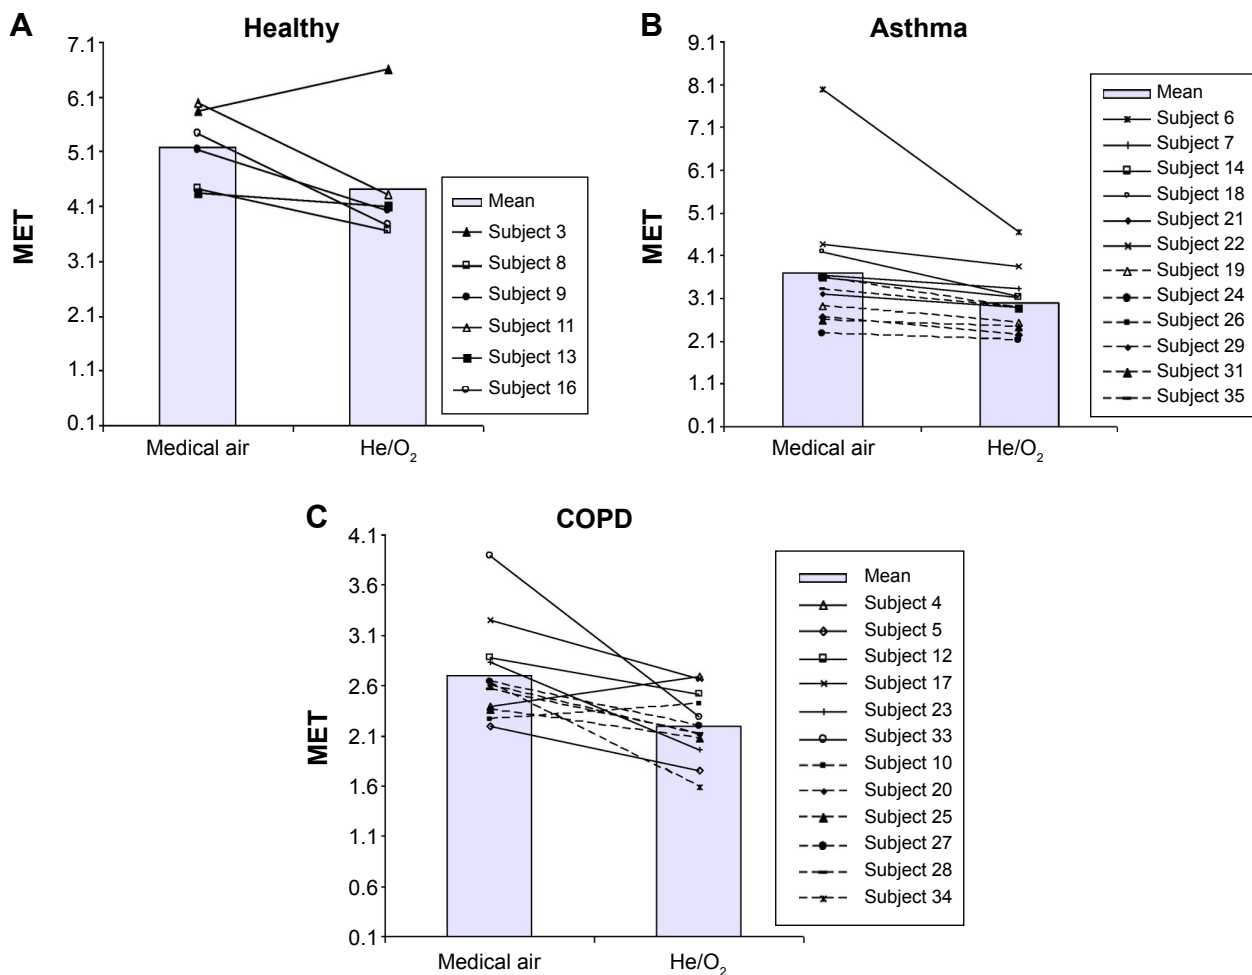 A
Healthy
7.1
6.1
5.1
4.1
3.1
2.1
1.1
0.1
MET
Medical air
He/O₂
Mean
Subject 3
Subject 8
Subject 9
Subject 11
Subject 13
Subject 16
B
Asthma
9.1
8.1
7.1
6.1
5.1
4.1
3.1
2.1
1.1
0.1
MET
Medical air
He/O₂
Mean
Subject 6
Subject 7
Subject 14
Subject 18
Subject 21
Subject 22
Subject 19
Subject 24
Subject 26
Subject 29
Subject 31
Subject 35
C
COPD
4.1
3.6
3.1
2.6
2.1
1.6
1.1
0.6
0.1
MET
Medical air
He/O₂
Mean
Subject 4
Subject 5
Subject 12
Subject 17
Subject 23
Subject 33
Subject 10
Subject 20
Subject 25
Subject 27
Subject 28
Subject 34